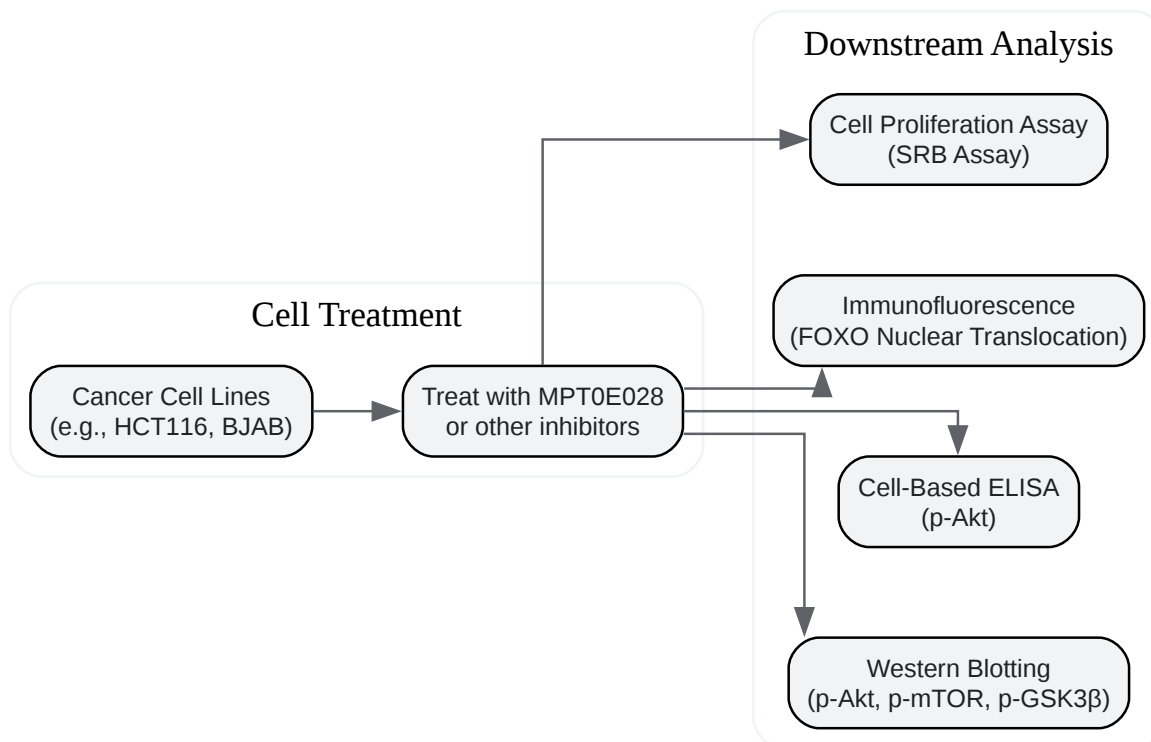 Downstream Analysis
Cell Proliferation Assay
(SRB Assay)
Immunofluorescence
(FOXO Nuclear Translocation)
Cell Treatment
Cancer Cell Lines
(e.g., HCT116, BJAB)
Treat with MPT0E028
or other inhibitors
Cell-Based ELISA
(p-Akt)
Western Blotting
(p-Akt, p-mTOR, p-GSK3β)